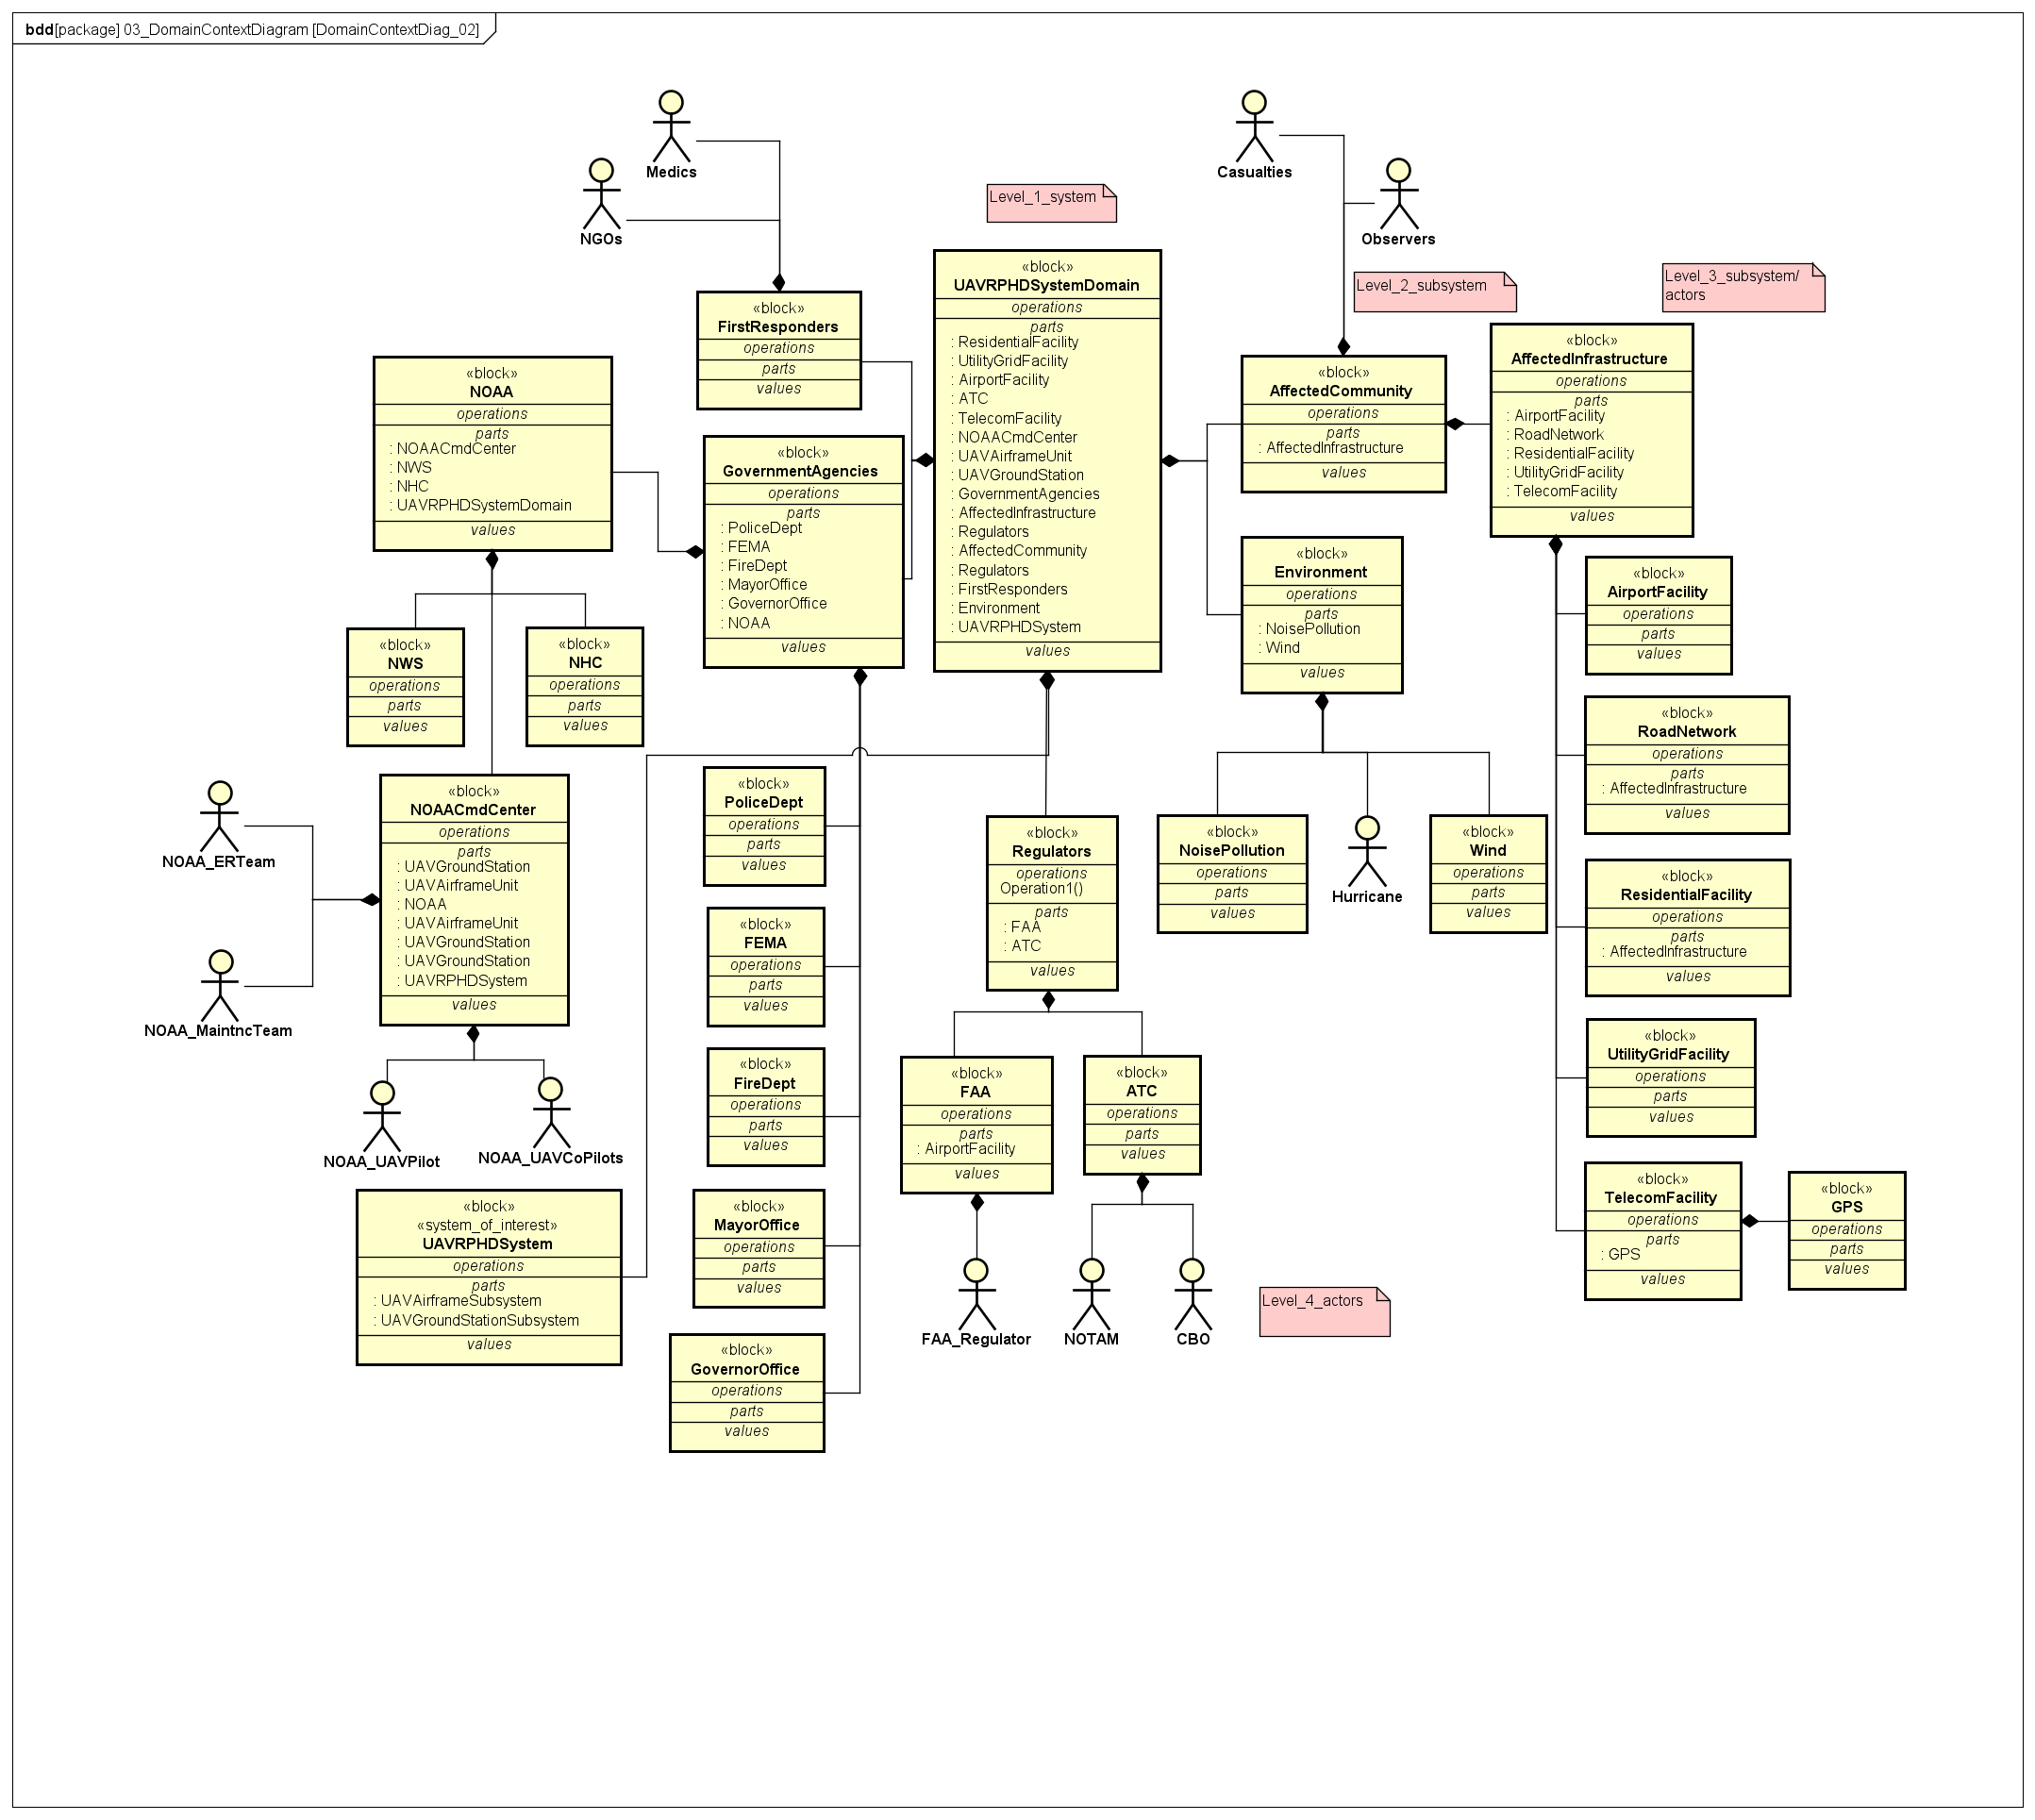 bdd[package] 03_DomainContextDiagram [DomainContextDiag_02]
Medics
NGOs
Casualties
Observers
Level_1_system
Level_2_subsystem
Level_3_subsystem/
actors
«block»
FirstResponders
operations
parts
values
«block»
UAVRPHDSystemDomain
operations
parts
: ResidentialFacility
: UtilityGridFacility
: AirportFacility
: ATC
: TelecomFacility
: NOAACmdCenter
: UAVAirframeUnit
: UAVGroundStation
: GovernmentAgencies
: AffectedInfrastructure
: Regulators
: AffectedCommunity
: Regulators
: FirstResponders
: Environment
: UAVRPHDSystem
values
«block»
AffectedCommunity
operations
parts
: AffectedInfrastructure
values
«block»
AffectedInfrastructure
operations
parts
: AirportFacility
: RoadNetwork
: ResidentialFacility
: UtilityGridFacility
: TelecomFacility
values
«block»
NOAA
operations
parts
: NOAACmdCenter
: NWS
: NHC
: UAVRPHDSystemDomain
values
«block»
GovernmentAgencies
operations
parts
: PoliceDept
: FEMA
: FireDept
: MayorOffice
: GovernorOffice
: NOAA
values
«block»
Environment
operations
parts
: NoisePollution
: Wind
values
«block»
AirportFacility
operations
parts
values
«block»
NWS
operations
parts
values
«block»
NHC
operations
parts
values
«block»
RoadNetwork
operations
parts
: AffectedInfrastructure
values
«block»
NOAACmdCenter
operations
parts
: UAVGroundStation
: UAVAirframeUnit
: NOAA
: UAVAirframeUnit
: UAVGroundStation
: UAVGroundStation
: UAVRPHDSystem
values
NOAA_ERTeam
NOAA_MaintncTeam
«block»
PoliceDept
operations
parts
values
«block»
Regulators
operations
Operation1()
parts
: FAA
: ATC
values
«block»
NoisePollution
operations
parts
values
Hurricane
«block»
Wind
operations
parts
values
«block»
ResidentialFacility
operations
parts
: AffectedInfrastructure
values
«block»
FEMA
operations
parts
values
«block»
UtilityGridFacility
operations
parts
values
«block»
FireDept
operations
parts
values
«block»
FAA
operations
parts
: AirportFacility
values
«block»
ATC
operations
parts
values
NOAA_UAVPilot
NOAA_UAVCoPilots
«block»
TelecomFacility
operations
parts
: GPS
values
«block»
GPS
operations
parts
values
«block»
«system_of_interest»
UAVRPHDSystem
operations
parts
: UAVAirframeSubsystem
: UAVGroundStationSubsystem
values
«block»
MayorOffice
operations
parts
values
FAA_Regulator
NOTAM
CBO
Level_4_actors
«block»
GovernorOffice
operations
parts
values